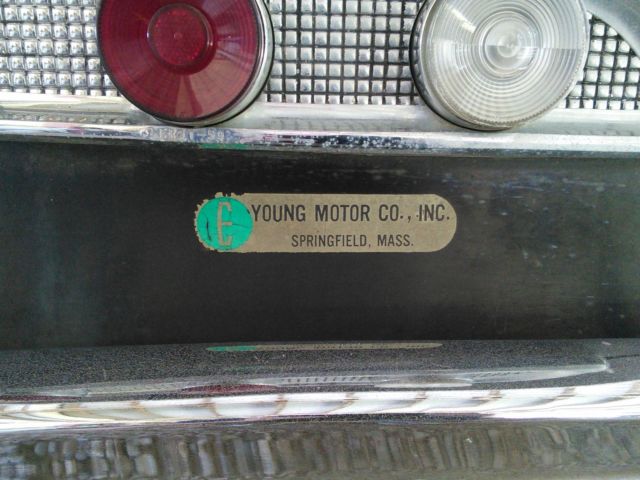 E YOUNG MOTOR CO., INC.
SPRINGFIELD, MASS.